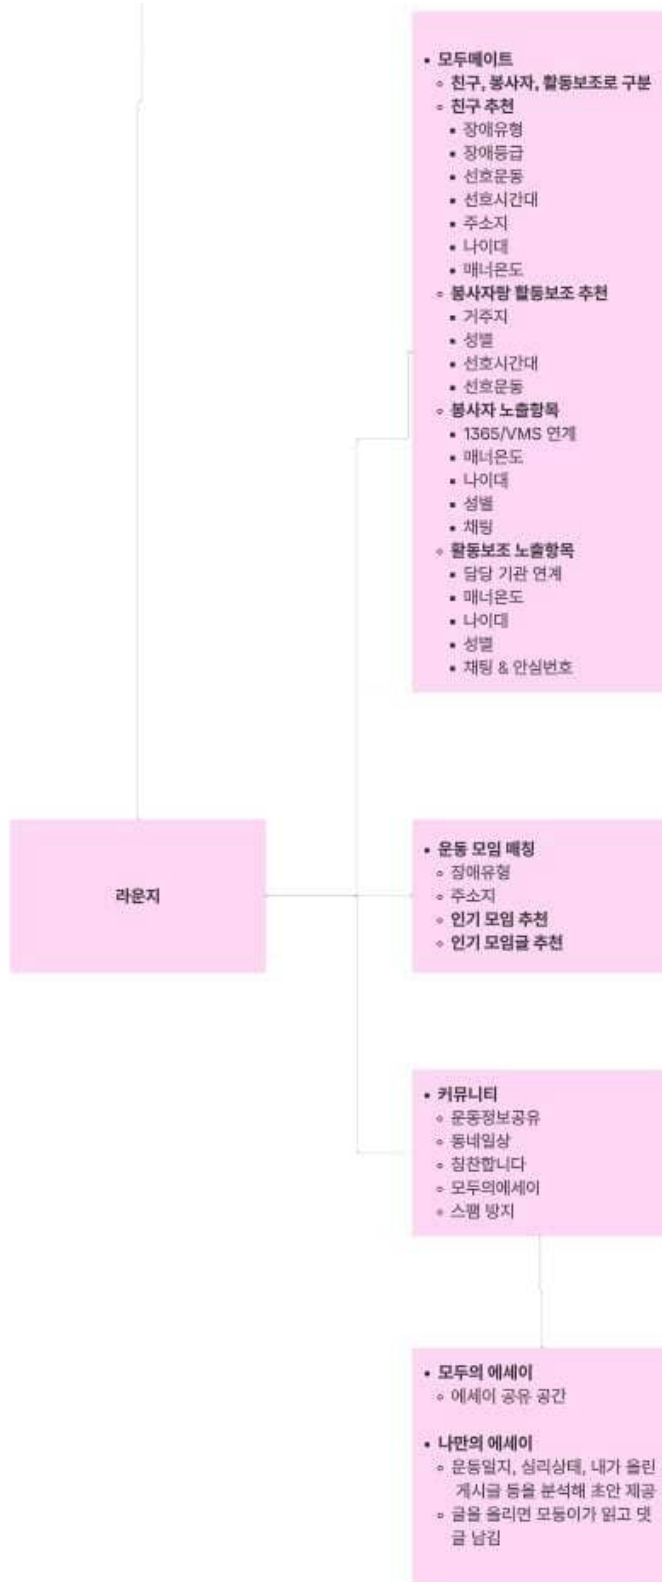 • 모두메이트
◦ 친구, 봉사자, 활동보조로 구분
◦ 친구 추천
▪ 장애유형
▪ 장애등급
▪ 선호운동
▪ 선호시간대
▪ 주소지
▪ 나이대
▪ 매너온도
◦ 봉사자랑 활동보조 추천
▪ 거주지
▪ 성별
▪ 선호시간대
▪ 선호운동
◦ 봉사자 노출항목
▪ 1365/VMS 연계
▪ 매너온도
▪ 나이대
▪ 성별
▪ 채팅
◦ 활동보조 노출항목
▪ 담당 기관 연계
▪ 매너온도
▪ 나이대
▪ 성별
▪ 채팅 & 안심번호
라운지
• 운동 모임 매칭
◦ 장애유형
◦ 주소지
◦ 인기 모임 추천
◦ 인기 모임글 추천
• 커뮤니티
◦ 운동정보공유
◦ 동네일상
◦ 칭찬합니다
◦ 모두의에세이
◦ 스팸 방지
• 모두의 에세이
◦ 에세이 공유 공간
• 나만의 에세이
◦ 운동일지, 심리상태, 내가 올린
게시글 등을 분석해 초안 제공
◦ 글을 올리면 모둥이가 읽고 댓
글 남김